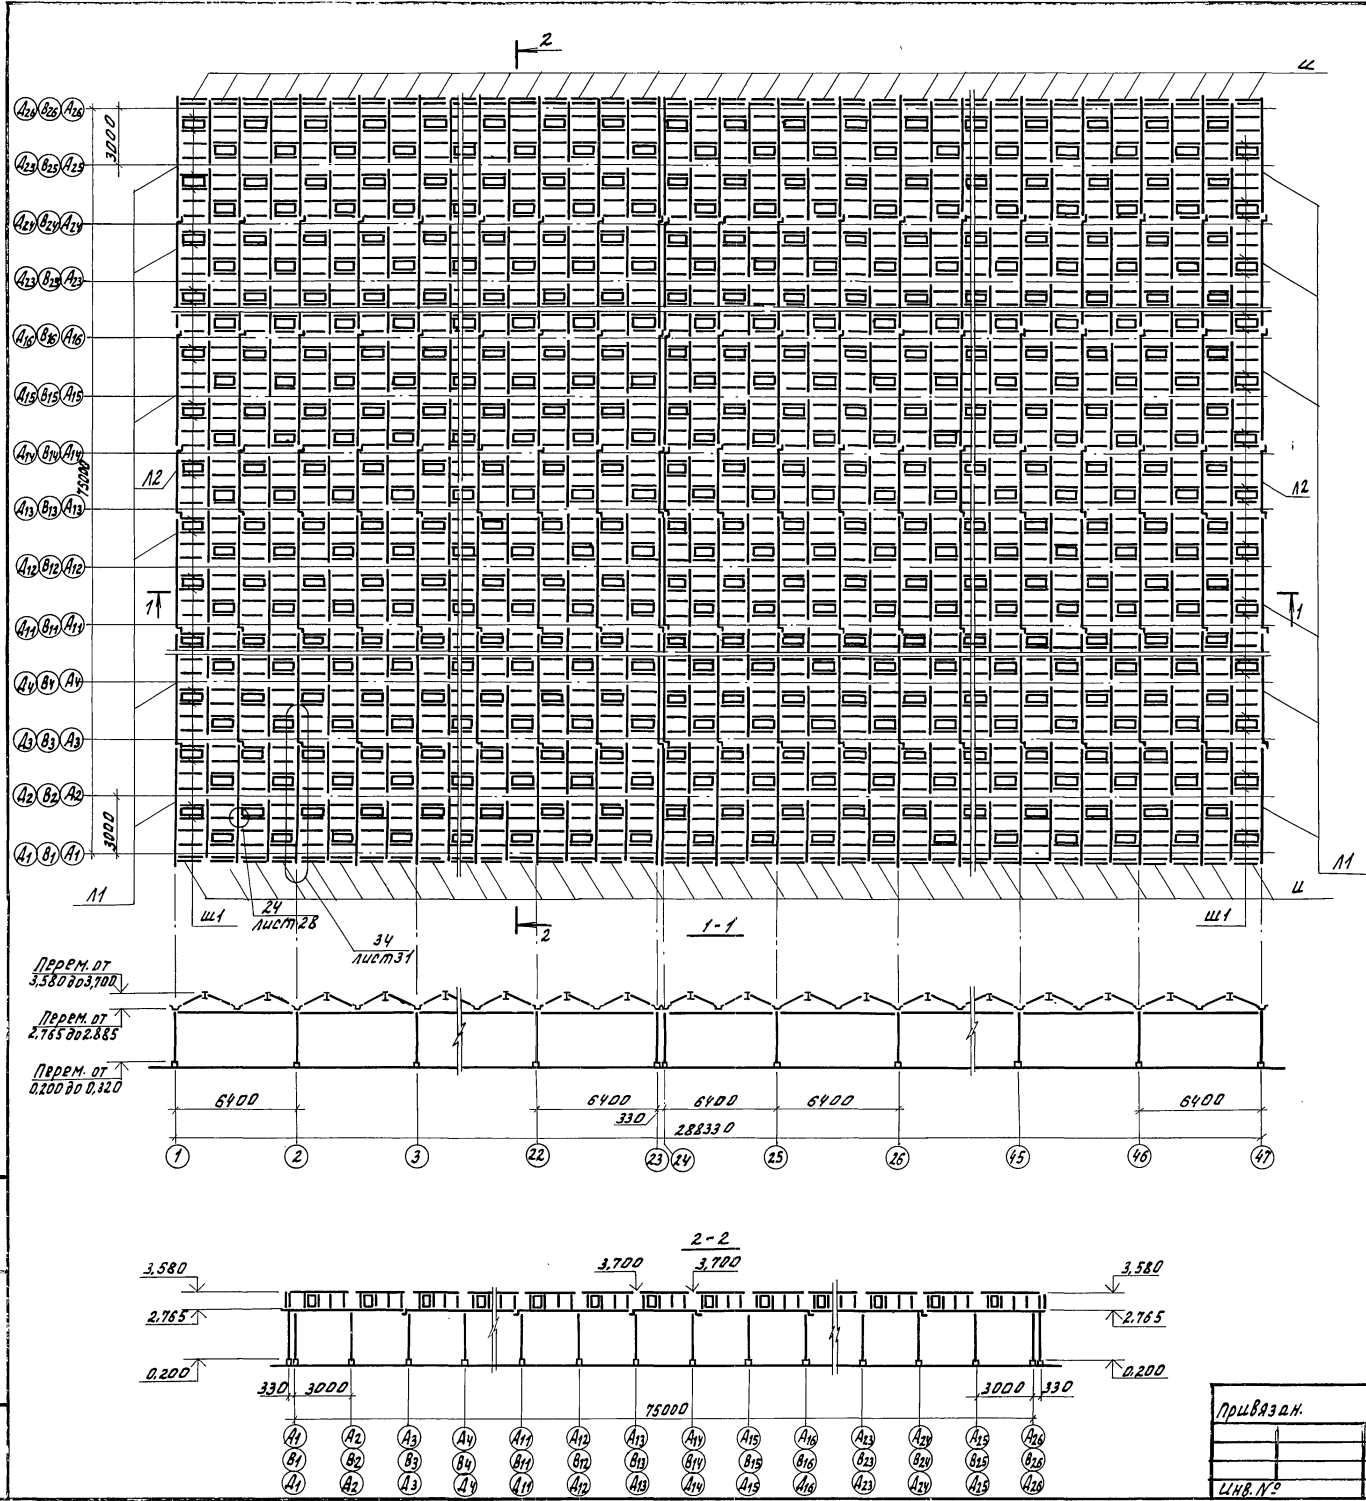 2
и
А26 В26 А26
3000
А25 В25 А25
А24 В24 А24
А23 В23 А23
А16 В16 А16
А15 В15 А15
А14 В14 А14
75000
Л2
Л2
А13 В13 А13
А12 В12 А12
1
1
А11 В11 А11
А4 В4 А4
А3 В3 А3
А2 В2 А2
3000
А1 В1 А1
Л1
Л1
и
ш1
24
лист 28
34
лист 31
2
ш1
1-1
Перем. от
3,580 до 3,700
Перем. от
2,765 до 2.885
Перем. от
0,200 до 0,320
6400
6400
330
6400
6400
6400
288330
1 2 3 22 23 24 25 26 45 46 47
2-2
3,580
3,700
3,700
3,580
2,765
2,765
0.200
0.200
330
3000
3000
330
75000
А1 А2 А3 А4 А11 А12 А13 А14 А15 А16 А23 А24 А25 А26
В1 В2 В3 В4 В11 В12 В13 В14 В15 В16 В23 В24 В25 В26
А1 А2 А3 А4 А11 А12 А13 А14 А15 А16 А23 А24 А25 А26
Привязан.
Инв. №